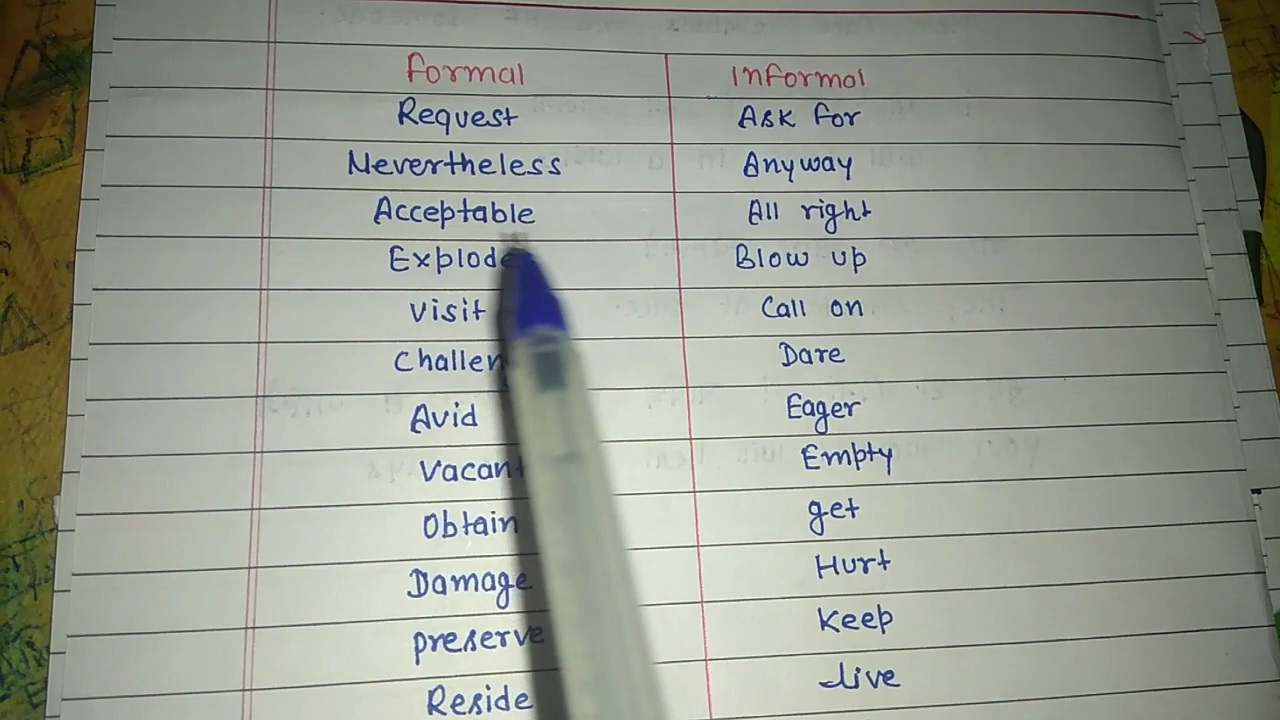 Formal Informal
Request Ask for
Nevertheless Anyway
Acceptable All right
Explode Blow up
Visit Call on
Challen Dare
Avid Eager
Vacant Empty
Obtain get
Damage Hurt
preserve Keep
Reside Live